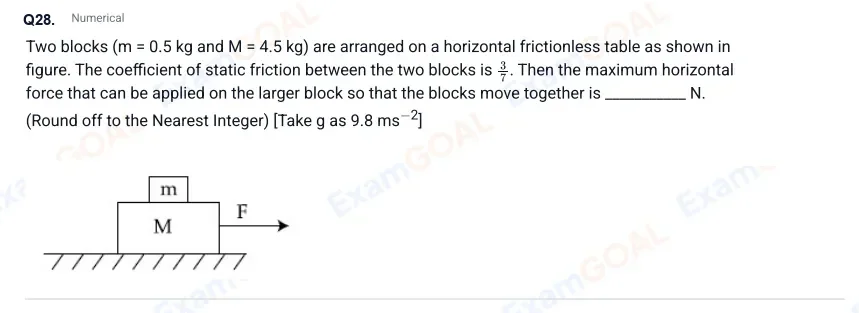 Q28. Numerical
Two blocks (m = 0.5 kg and M = 4.5 kg) are arranged on a horizontal frictionless table as shown in
figure. The coefficient of static friction between the two blocks is 3/7. Then the maximum horizontal
force that can be applied on the larger block so that the blocks move together is __________ N.
(Round off to the Nearest Integer) [Take g as 9.8 ms⁻²]
m
F
M
ExamGOAL